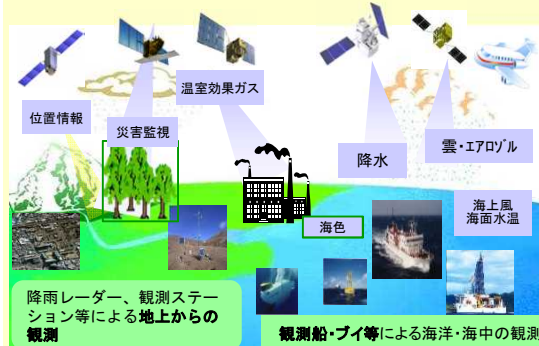 温室効果ガス
位置情報
災害監視
降水
雲・エアロゾル
海上風
海面水温
海色
降雨レーダー、観測ステー
ション等による地上からの
観測
観測船・ブイ等による海洋・海中の観測